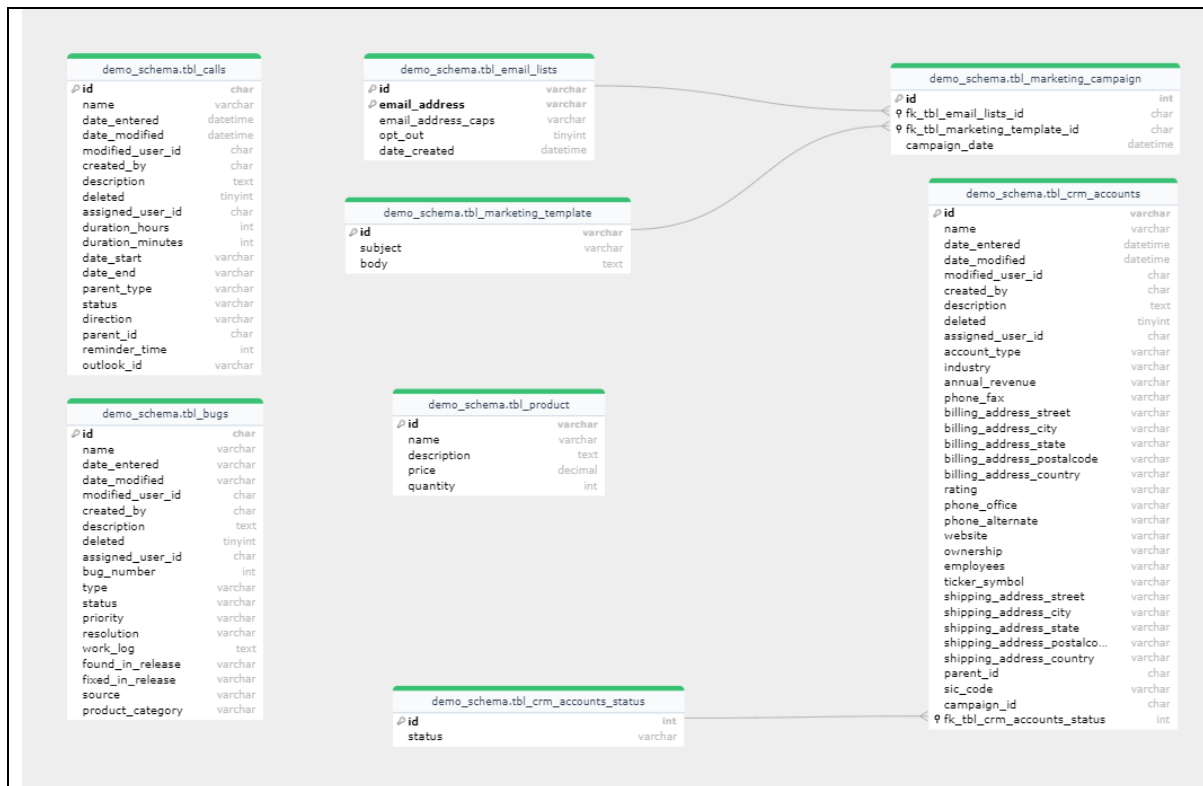 demo_schema.tbl_calls
id char
name varchar
date_entered datetime
date_modified datetime
modified_user_id char
created_by char
description text
deleted tinyint
assigned_user_id char
duration_hours int
duration_minutes int
date_start varchar
date_end varchar
parent_type varchar
status varchar
direction varchar
parent_id char
reminder_time int
outlook_id varchar
demo_schema.tbl_bugs
id char
name varchar
date_entered varchar
date_modified varchar
modified_user_id char
created_by char
description text
deleted tinyint
assigned_user_id char
bug_number int
type varchar
status varchar
priority varchar
resolution varchar
work_log text
found_in_release varchar
fixed_in_release varchar
source varchar
product_category varchar
demo_schema.tbl_email_lists
id varchar
email_address varchar
email_address_caps varchar
opt_out tinyint
date_created datetime
demo_schema.tbl_marketing_template
id varchar
subject varchar
body text
demo_schema.tbl_product
id varchar
name varchar
description text
price decimal
quantity int
demo_schema.tbl_crm_accounts_status
id int
status varchar
demo_schema.tbl_marketing_campaign
id int
fk_tbl_email_lists_id char
fk_tbl_marketing_template_id char
campaign_date datetime
demo_schema.tbl_crm_accounts
id varchar
name varchar
date_entered datetime
date_modified datetime
modified_user_id char
created_by char
description text
deleted tinyint
assigned_user_id char
account_type varchar
industry varchar
annual_revenue varchar
phone_fax varchar
billing_address_street varchar
billing_address_city varchar
billing_address_state varchar
billing_address_postalcode varchar
billing_address_country varchar
rating varchar
phone_office varchar
phone_alternate varchar
website varchar
ownership varchar
employees varchar
ticker_symbol varchar
shipping_address_street varchar
shipping_address_city varchar
shipping_address_state varchar
shipping_address_postalco... varchar
shipping_address_country varchar
parent_id char
sic_code varchar
campaign_id char
fk_tbl_crm_accounts_status int